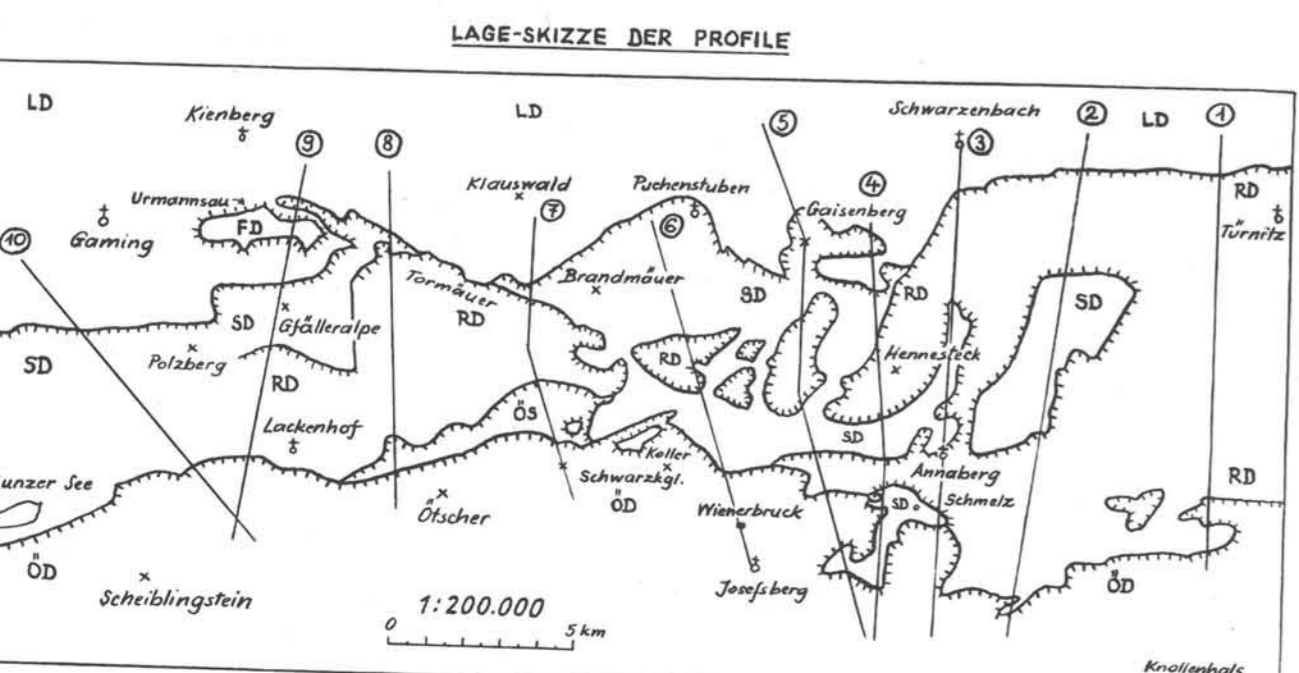 LAGE-SKIZZE DER PROFILE
LD
Kienberg
LD
Schwarzenbach
LD
9
8
5
3
2
1
Urmannsau
Klauswald
Puchenstuben
RD
Gaming
FD
7
6
4
Gaisenberg
Türnitz
10
Tormäuer
Brandmäuer
SD
RD
SD
SD
Gfälleralpe
RD
SD
Polzberg
RD
RD
Hennesteck
ÖS
Lackenhof
SD
Koller
Annaberg
RD
unzer See
Schwarzkgl.
Ötscher
ÖD
Wienerbruck
SD
Schmelz
ÖD
Scheiblingstein
Josefsberg
ÖD
1:200.000
0
5 km
Knollenhals